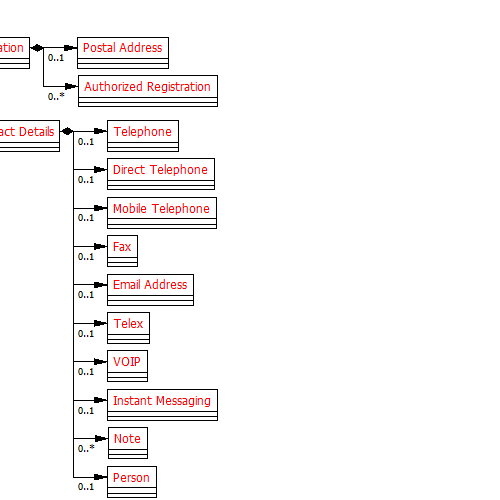 ation
Postal Address
0..1
Authorized Registration
0..*
act Details
Telephone
0..1
Direct Telephone
0..1
Mobile Telephone
0..1
Fax
0..1
Email Address
0..1
Telex
0..1
VOIP
0..1
Instant Messaging
0..1
Note
0..*
Person
0..1